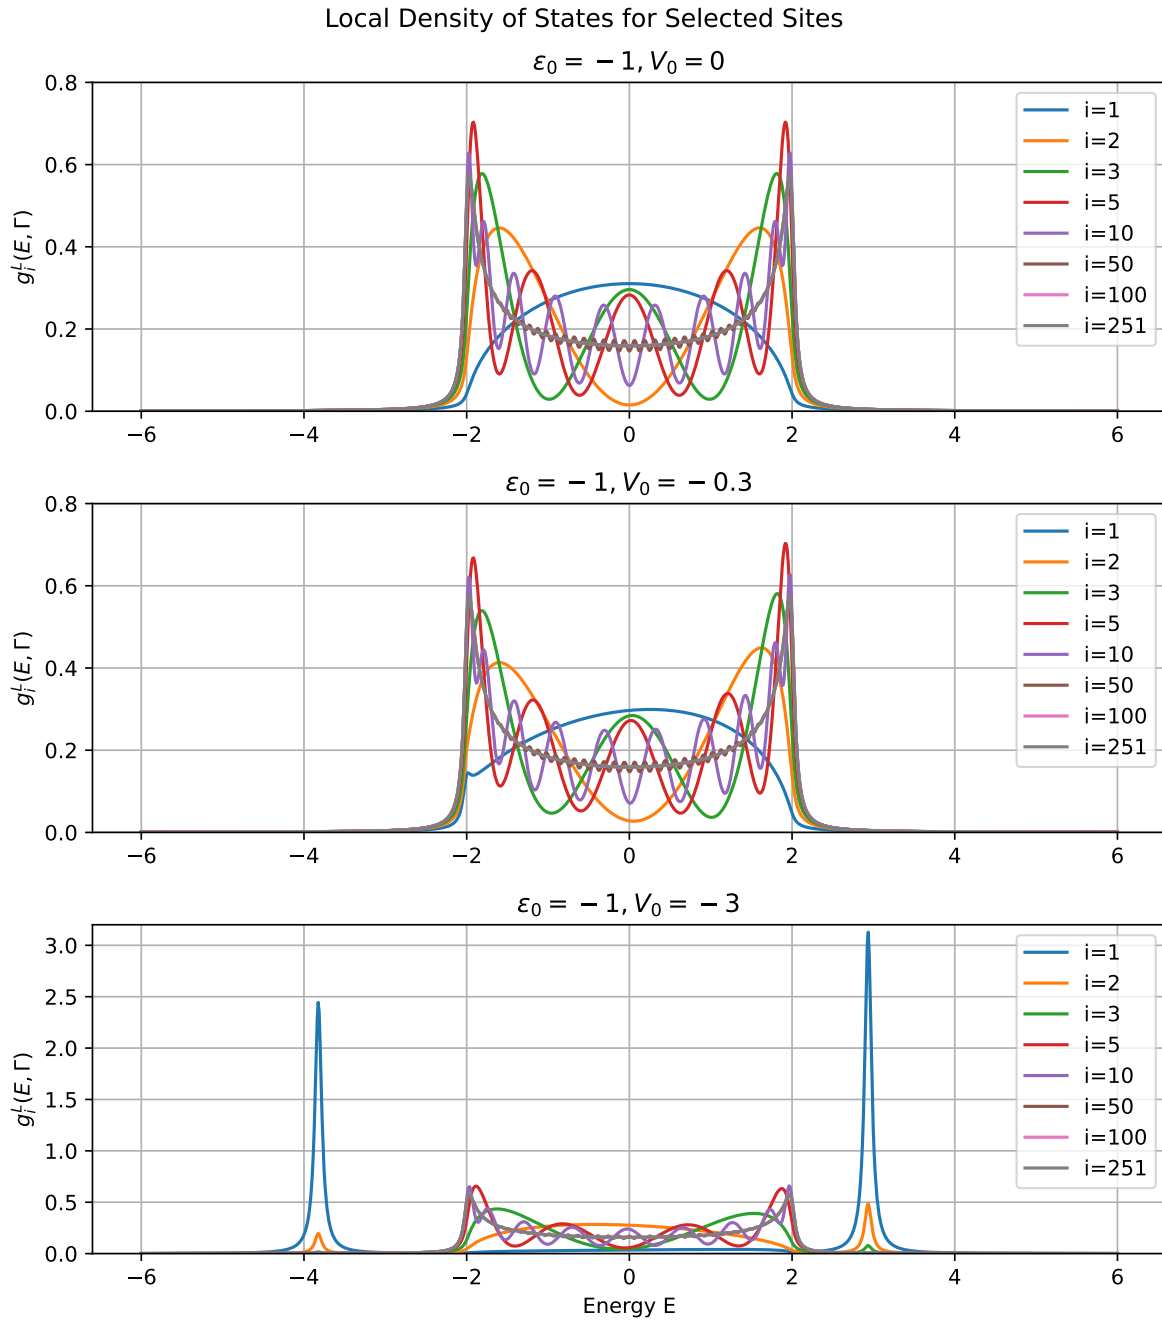 Local Density of States for Selected Sites
ε₀ = −1, V₀ = 0
0.8
0.6
0.4
0.2
0.0
gᵢᴸ(E, Γ)
−6 −4 −2 0 2 4 6
i=1
i=2
i=3
i=5
i=10
i=50
i=100
i=251
ε₀ = −1, V₀ = −0.3
0.8
0.6
0.4
0.2
0.0
gᵢᴸ(E, Γ)
−6 −4 −2 0 2 4 6
i=1
i=2
i=3
i=5
i=10
i=50
i=100
i=251
ε₀ = −1, V₀ = −3
3.0
2.5
2.0
1.5
1.0
0.5
0.0
gᵢᴸ(E, Γ)
−6 −4 −2 0 2 4 6
i=1
i=2
i=3
i=5
i=10
i=50
i=100
i=251
Energy E